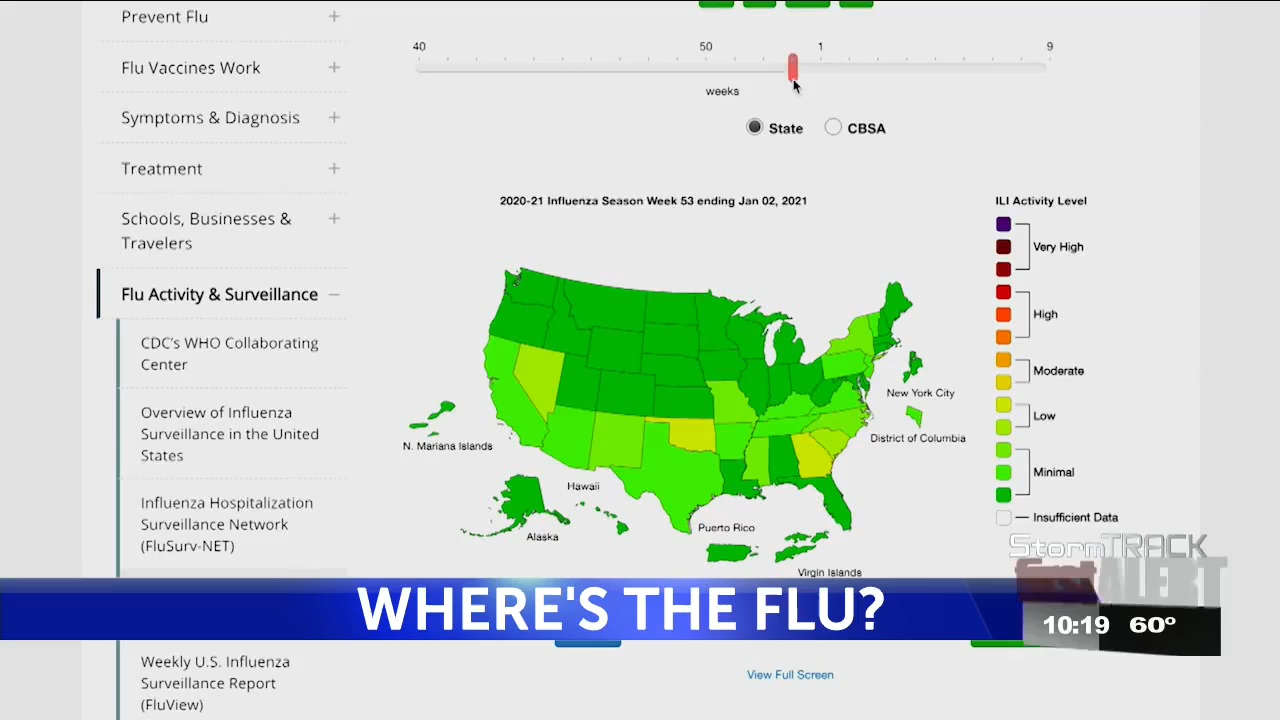 Prevent Flu +
Flu Vaccines Work +
Symptoms & Diagnosis +
Treatment +
Schools, Businesses & +
Travelers
Flu Activity & Surveillance −
CDC's WHO Collaborating
Center
Overview of Influenza
Surveillance in the United
States
Influenza Hospitalization
Surveillance Network
(FluSurv-NET)
Weekly U.S. Influenza
Surveillance Report
(FluView)
40 50 1 9
weeks
State CBSA
2020-21 Influenza Season Week 53 ending Jan 02, 2021
ILI Activity Level
Very High
High
Moderate
Low
Minimal
Insufficient Data
New York City
District of Columbia
N. Mariana Islands
Hawaii
Alaska
Puerto Rico
Virgin Islands
StormTRACK
ALERT
WHERE'S THE FLU?
10:19 60°
View Full Screen